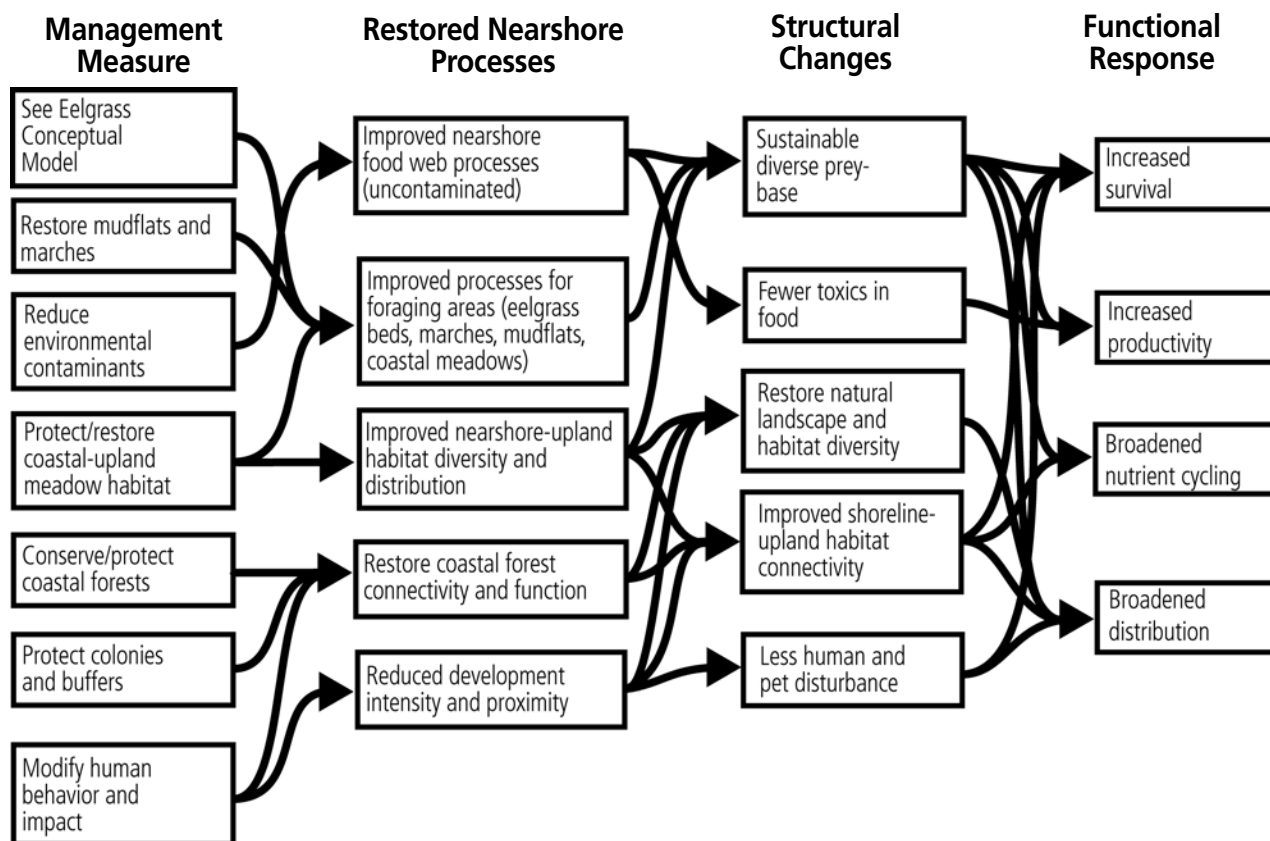 Management
Measure
Restored Nearshore
Processes
Structural
Changes
Functional
Response
See Eelgrass
Conceptual
Model
Restore mudflats and
marches
Reduce
environmental
contaminants
Protect/restore
coastal-upland
meadow habitat
Conserve/protect
coastal forests
Protect colonies
and buffers
Modify human
behavior and
impact
Improved nearshore
food web processes
(uncontaminated)
Improved processes for
foraging areas (eelgrass
beds, marches, mudflats,
coastal meadows)
Improved nearshore-upland
habitat diversity and
distribution
Restore coastal forest
connectivity and function
Reduced development
intensity and proximity
Sustainable
diverse prey-
base
Fewer toxics in
food
Restore natural
landscape and
habitat diversity
Improved shoreline-
upland habitat
connectivity
Less human and
pet disturbance
Increased
survival
Increased
productivity
Broadened
nutrient cycling
Broadened
distribution